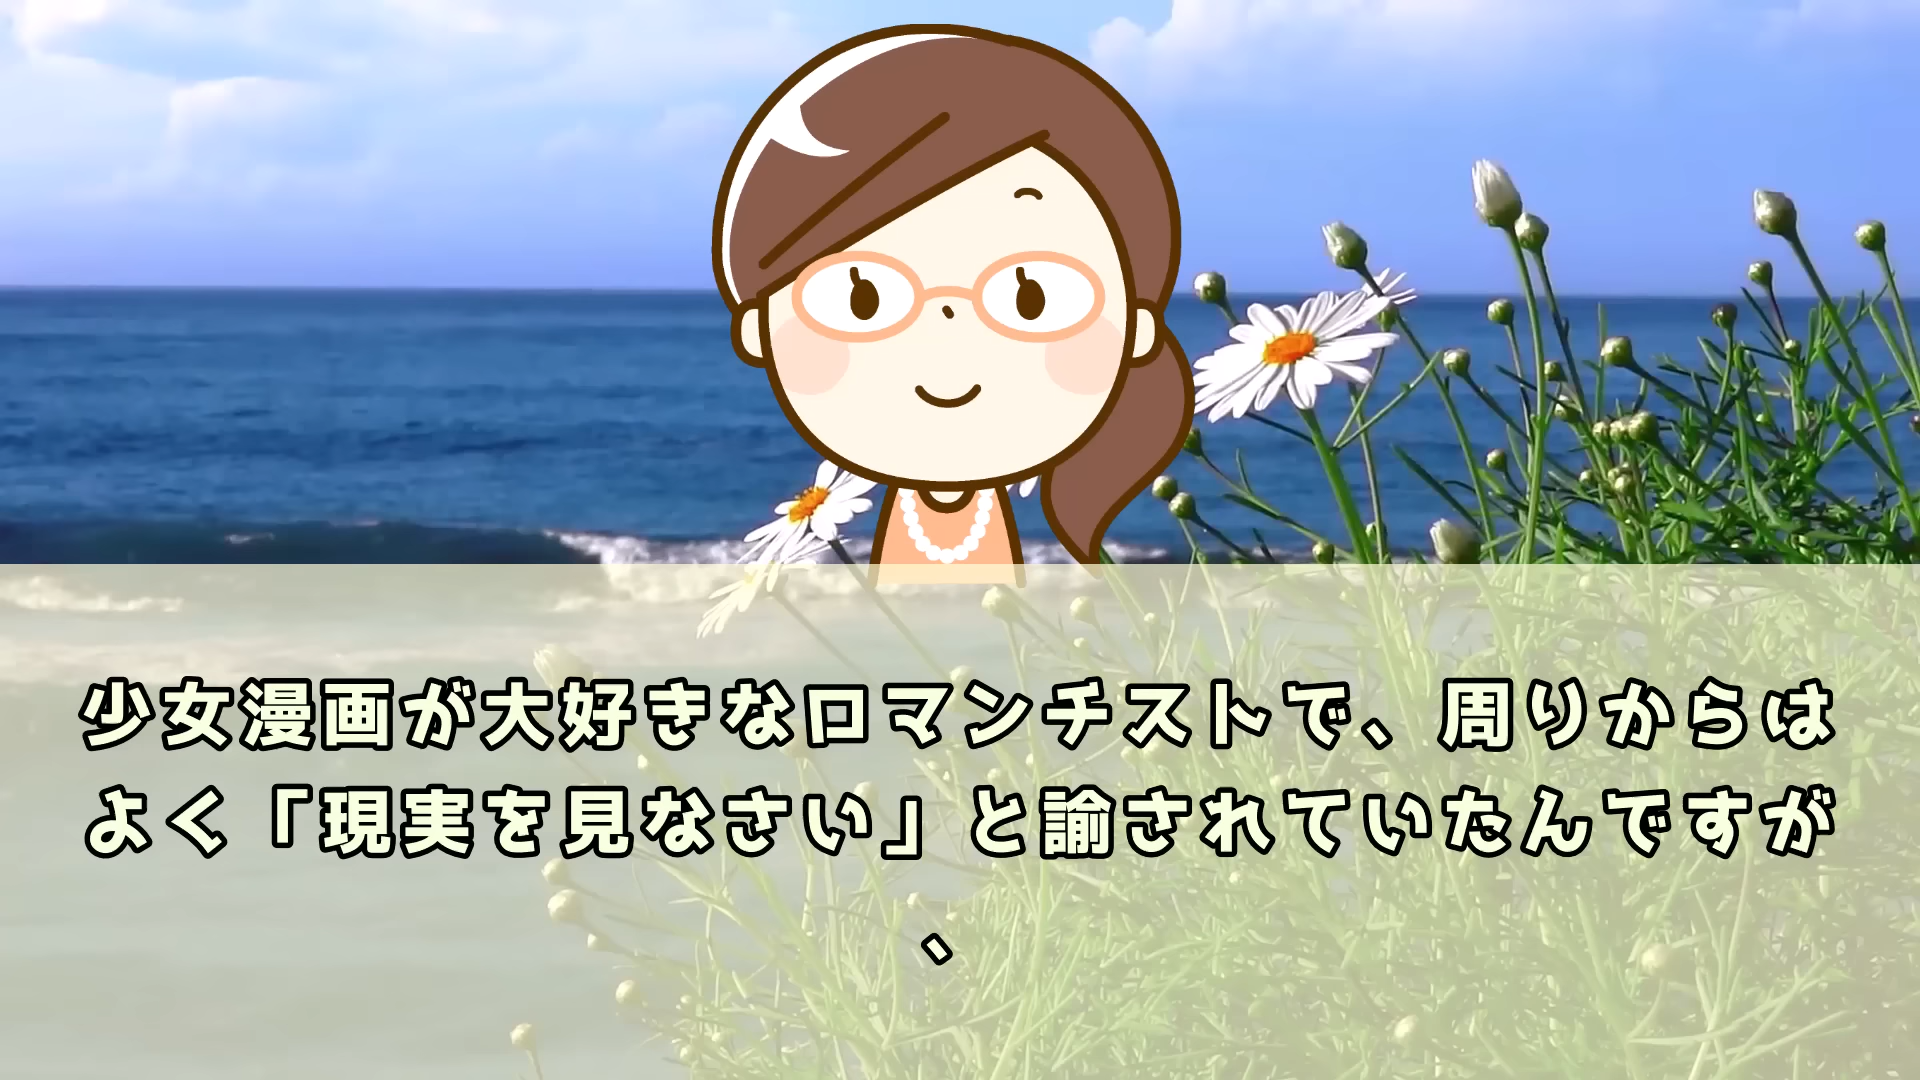 少女漫画が大好きなロマンチストで、周りからは
よく「現実を見なさい」と諭されていたんですが
、